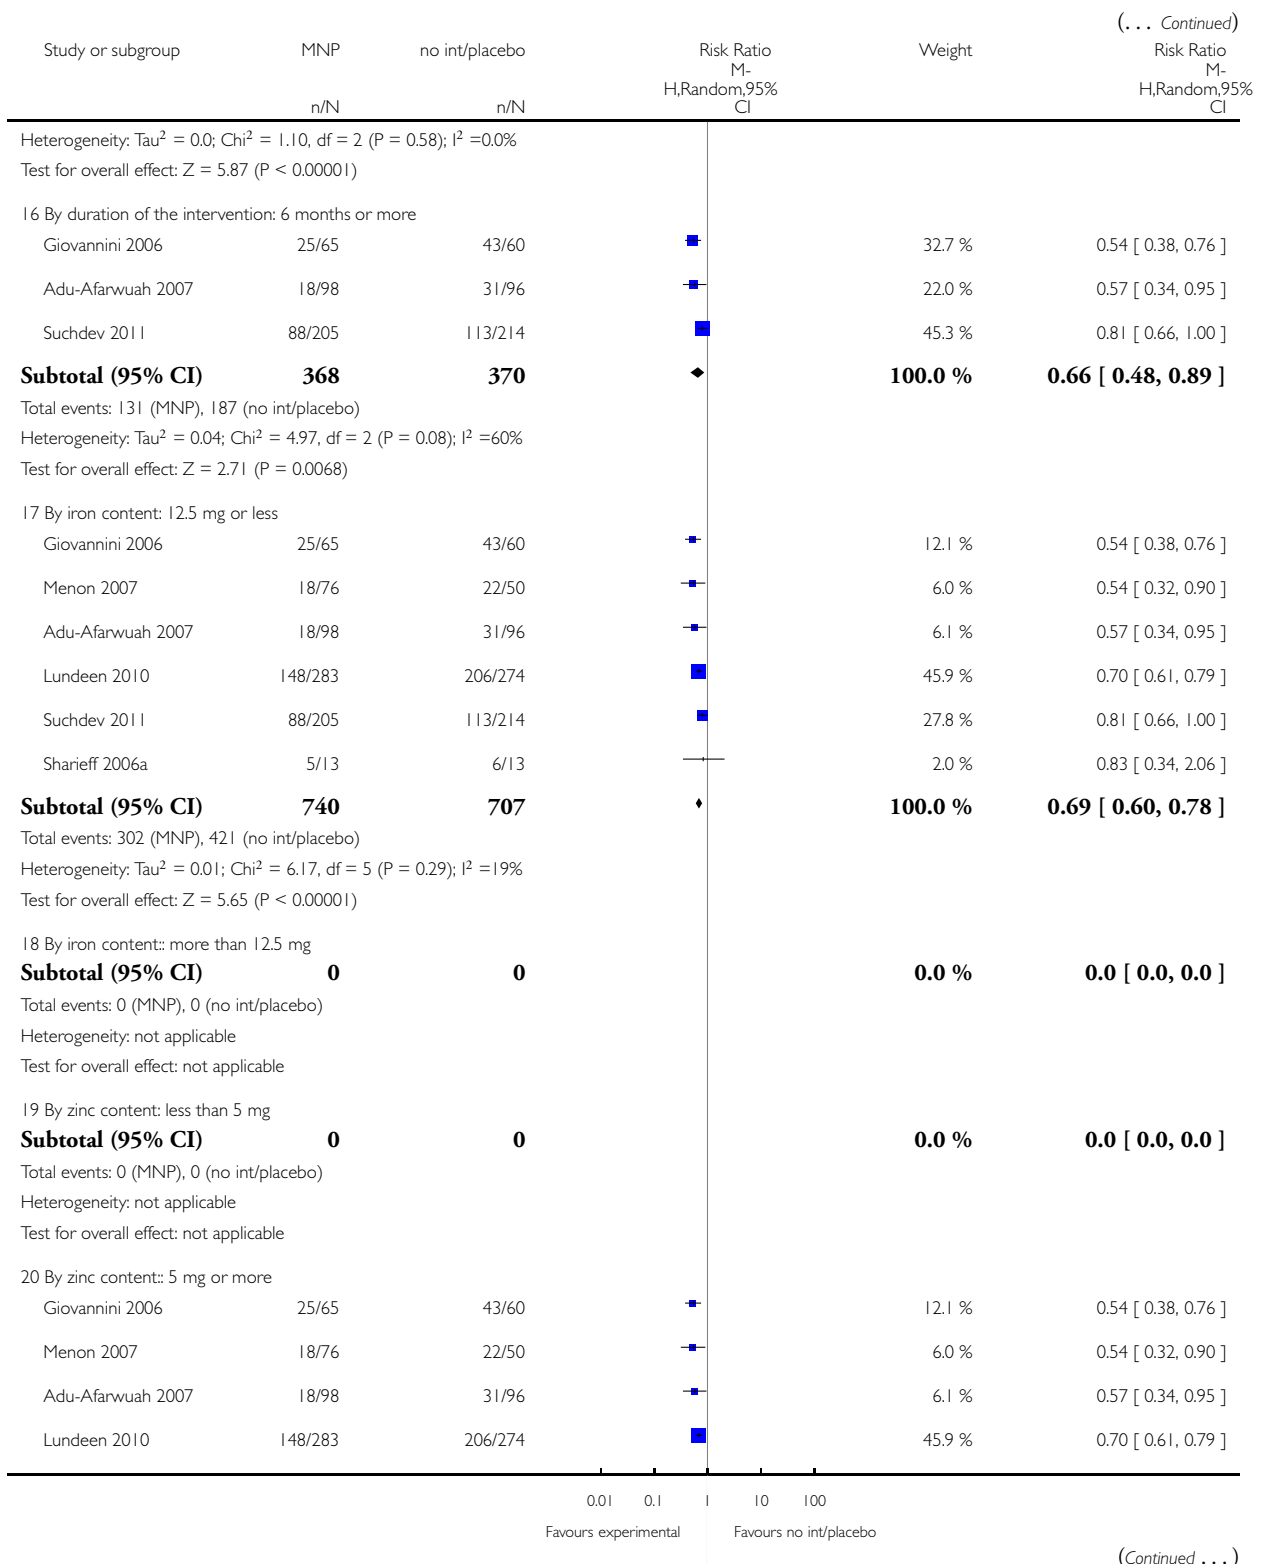 (... Continued)
Study or subgroup MNP no int/placebo Risk Ratio Weight Risk Ratio
M- M-
H,Random,95% H,Random,95%
n/N n/N CI CI
Heterogeneity: Tau² = 0.0; Chi² = 1.10, df = 2 (P = 0.58); I² =0.0%
Test for overall effect: Z = 5.87 (P < 0.00001)
16 By duration of the intervention: 6 months or more
Giovannini 2006 25/65 43/60 32.7 % 0.54 [ 0.38, 0.76 ]
Adu-Afarwuah 2007 18/98 31/96 22.0 % 0.57 [ 0.34, 0.95 ]
Suchdev 2011 88/205 113/214 45.3 % 0.81 [ 0.66, 1.00 ]
Subtotal (95% CI) 368 370 100.0 % 0.66 [ 0.48, 0.89 ]
Total events: 131 (MNP), 187 (no int/placebo)
Heterogeneity: Tau² = 0.04; Chi² = 4.97, df = 2 (P = 0.08); I² =60%
Test for overall effect: Z = 2.71 (P = 0.0068)
17 By iron content: 12.5 mg or less
Giovannini 2006 25/65 43/60 12.1 % 0.54 [ 0.38, 0.76 ]
Menon 2007 18/76 22/50 6.0 % 0.54 [ 0.32, 0.90 ]
Adu-Afarwuah 2007 18/98 31/96 6.1 % 0.57 [ 0.34, 0.95 ]
Lundeen 2010 148/283 206/274 45.9 % 0.70 [ 0.61, 0.79 ]
Suchdev 2011 88/205 113/214 27.8 % 0.81 [ 0.66, 1.00 ]
Sharieff 2006a 5/13 6/13 2.0 % 0.83 [ 0.34, 2.06 ]
Subtotal (95% CI) 740 707 100.0 % 0.69 [ 0.60, 0.78 ]
Total events: 302 (MNP), 421 (no int/placebo)
Heterogeneity: Tau² = 0.01; Chi² = 6.17, df = 5 (P = 0.29); I² =19%
Test for overall effect: Z = 5.65 (P < 0.00001)
18 By iron content:: more than 12.5 mg
Subtotal (95% CI) 0 0 0.0 % 0.0 [ 0.0, 0.0 ]
Total events: 0 (MNP), 0 (no int/placebo)
Heterogeneity: not applicable
Test for overall effect: not applicable
19 By zinc content: less than 5 mg
Subtotal (95% CI) 0 0 0.0 % 0.0 [ 0.0, 0.0 ]
Total events: 0 (MNP), 0 (no int/placebo)
Heterogeneity: not applicable
Test for overall effect: not applicable
20 By zinc content:: 5 mg or more
Giovannini 2006 25/65 43/60 12.1 % 0.54 [ 0.38, 0.76 ]
Menon 2007 18/76 22/50 6.0 % 0.54 [ 0.32, 0.90 ]
Adu-Afarwuah 2007 18/98 31/96 6.1 % 0.57 [ 0.34, 0.95 ]
Lundeen 2010 148/283 206/274 45.9 % 0.70 [ 0.61, 0.79 ]
0.01 0.1 1 10 100
Favours experimental Favours no int/placebo
(Continued ...)